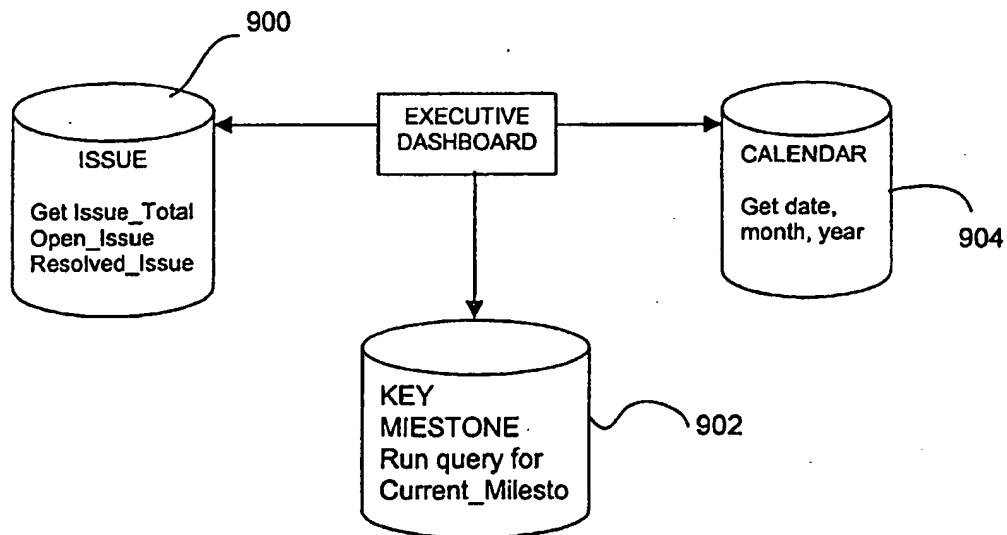 900
EXECUTIVE
DASHBOARD
ISSUE
Get Issue_Total
Open_Issue
Resolved_Issue
CALENDAR
Get date,
month, year
904
KEY
MIESTONE
Run query for
Current_Milesto
902